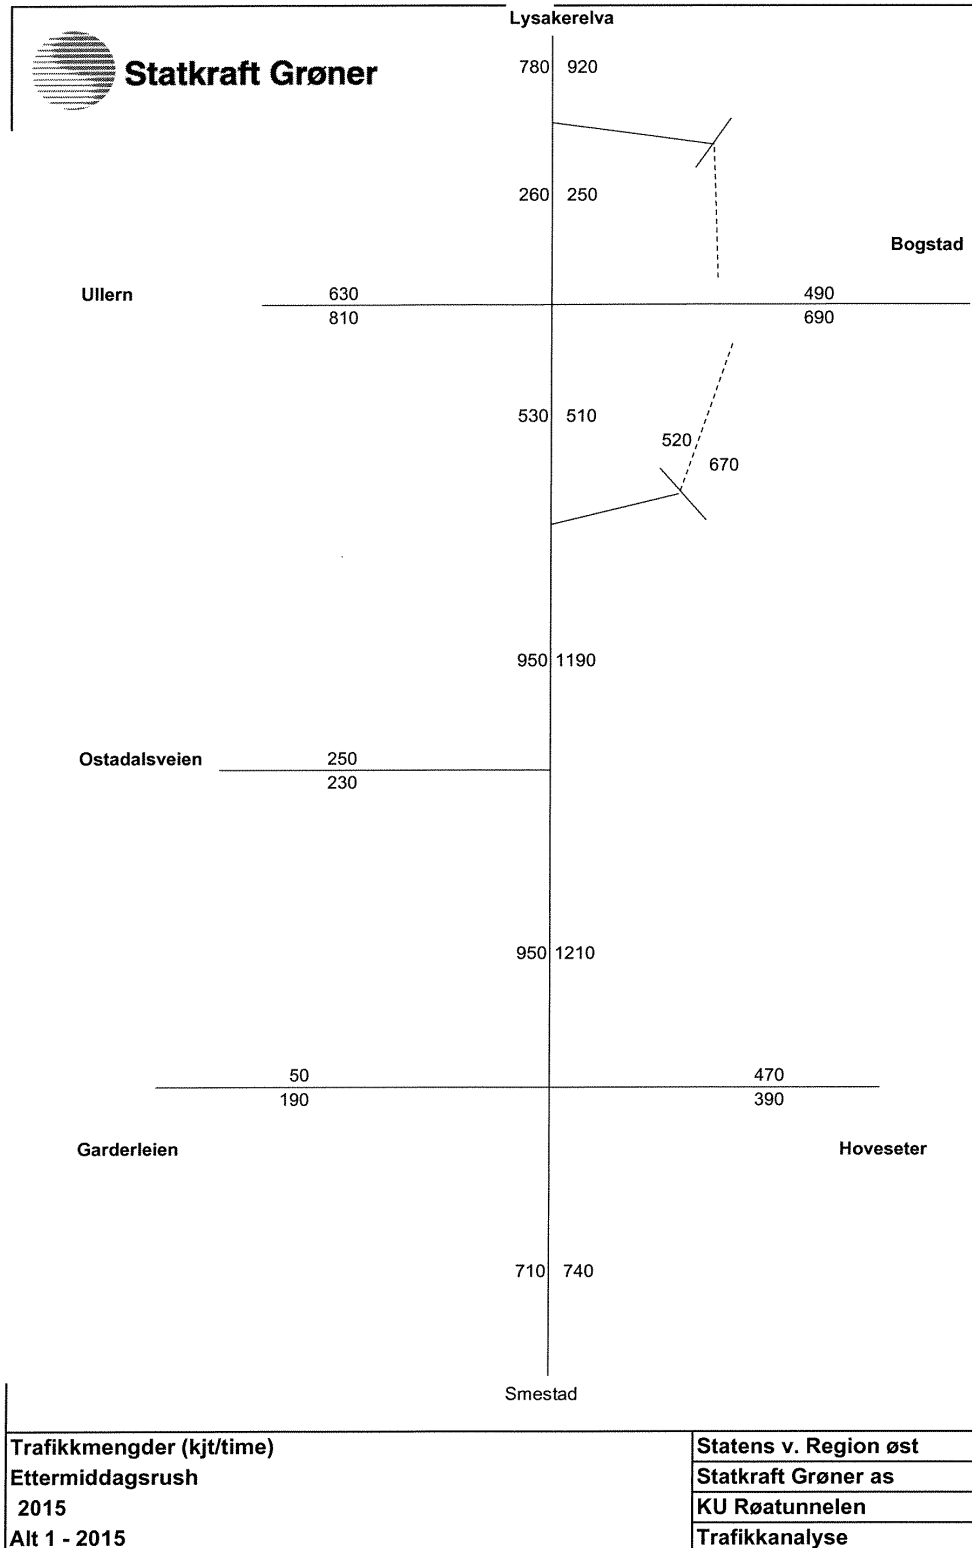 Lysakerelva
Statkraft Grøner
780 920
260 250
Bogstad
Ullern
630
810
490
690
530 510
520
670
950 1190
Ostadalsveien
250
230
950 1210
50
190
470
390
Garderleien
Hoveseter
710 740
Smestad
Trafikkmengder (kjt/time)
Ettermiddagsrush
2015
Alt 1 - 2015
Statens v. Region øst
Statkraft Grøner as
KU Røatunnelen
Trafikkanalyse